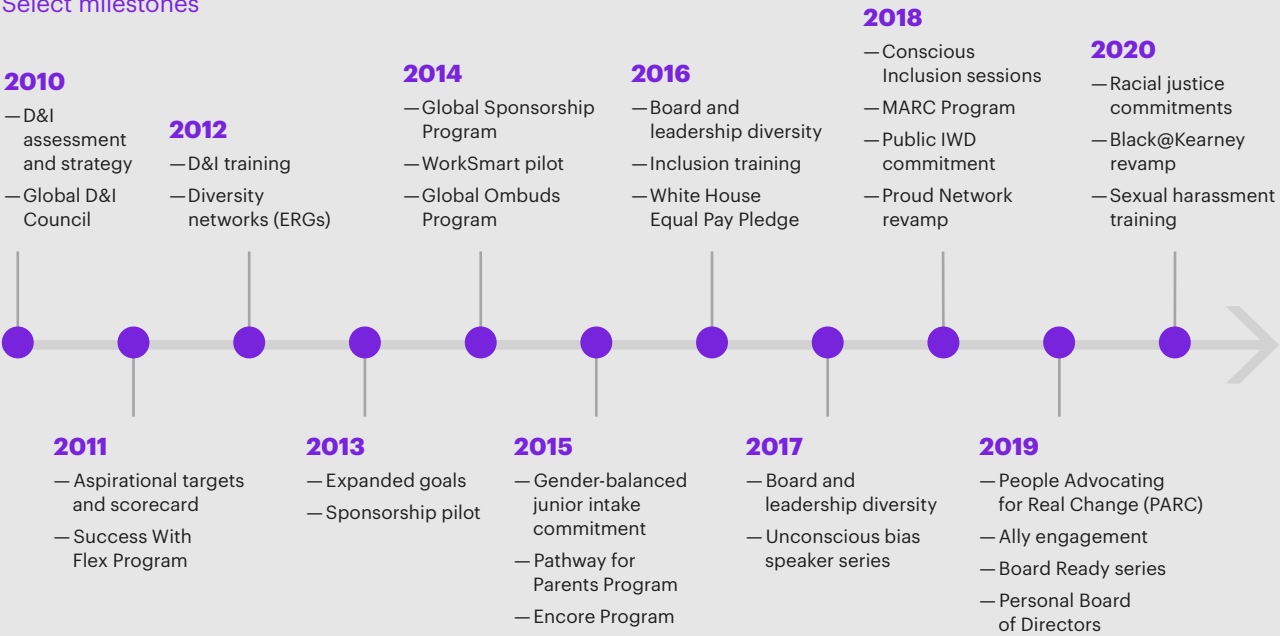 Select milestones
2010
—D&I
assessment
and strategy
—Global D&I
Council
2011
—Aspirational targets
and scorecard
—Success With
Flex Program
2012
—D&I training
—Diversity
networks (ERGs)
2013
—Expanded goals
—Sponsorship pilot
2014
—Global Sponsorship
Program
—WorkSmart pilot
—Global Ombuds
Program
2015
—Gender-balanced
junior intake
commitment
—Pathway for
Parents Program
—Encore Program
2016
—Board and
leadership diversity
—Inclusion training
—White House
Equal Pay Pledge
2017
—Board and
leadership diversity
—Unconscious bias
speaker series
2018
—Conscious
Inclusion sessions
—MARC Program
—Public IWD
commitment
—Proud Network
revamp
2019
—People Advocating
for Real Change (PARC)
—Ally engagement
—Board Ready series
—Personal Board
of Directors
2020
—Racial justice
commitments
—Black@Kearney
revamp
—Sexual harassment
training